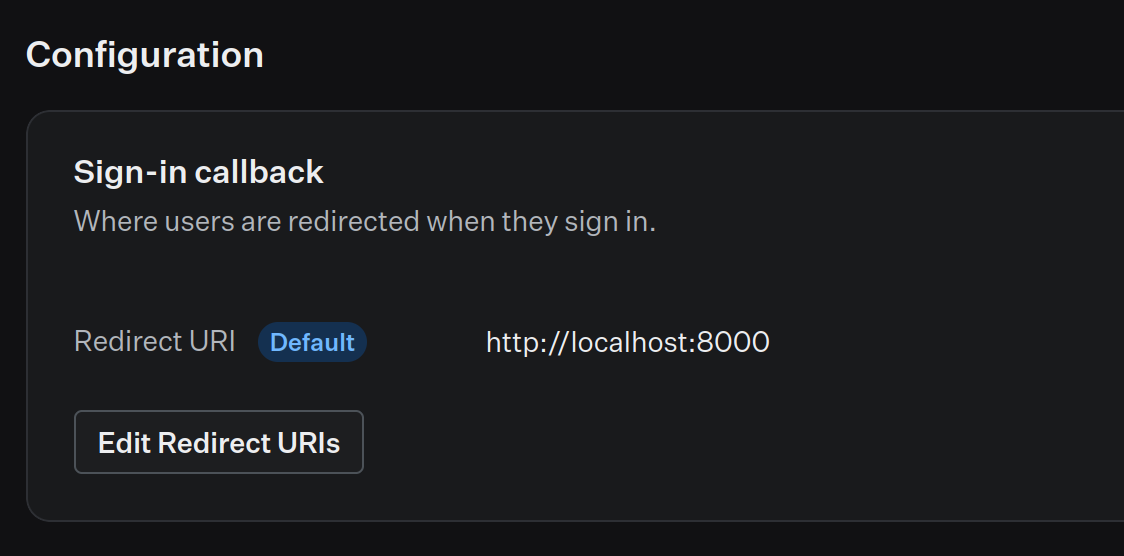 Configuration
Sign-in callback
Where users are redirected when they sign in.
Redirect URI Default http://localhost:8000
Edit Redirect URIs